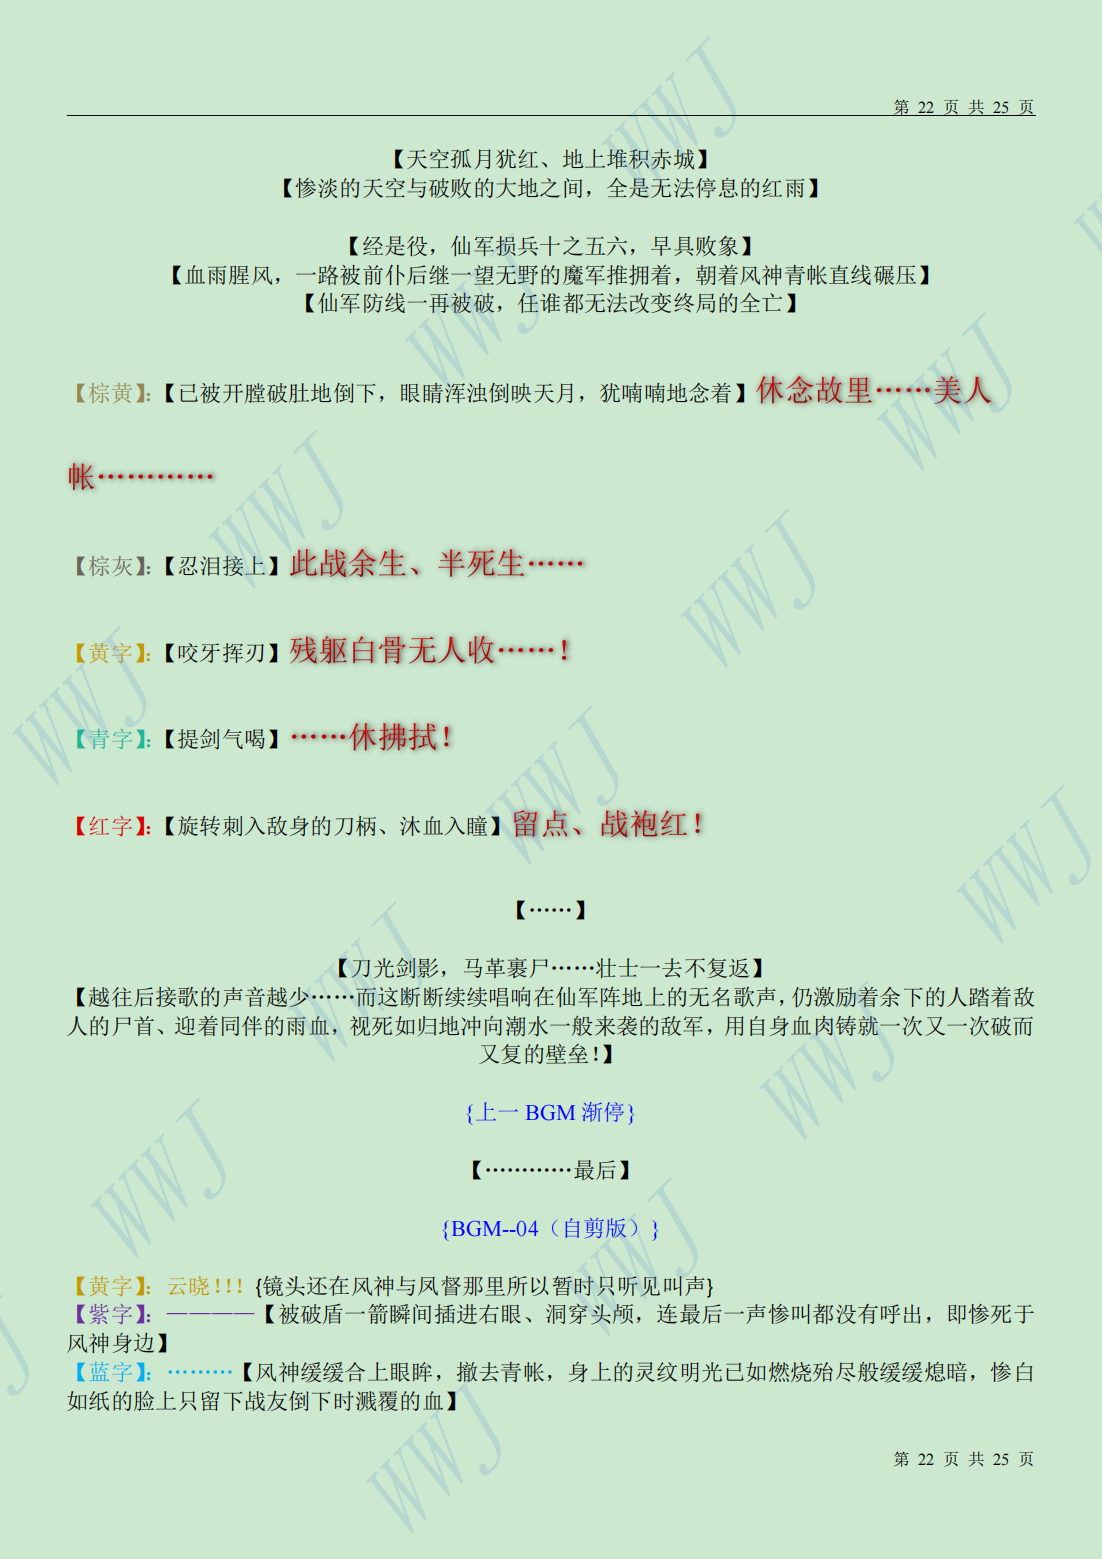 第 22 页 共 25 页
【天空孤月犹红、地上堆积赤城】
【惨淡的天空与破败的大地之间，全是无法停息的红雨】
【经是役，仙军损兵十之五六，早具败象】
【血雨腥风，一路被前仆后继一望无野的魔军推拥着，朝着风神青帐直线碾压】
【仙军防线一再被破，任谁都无法改变终局的全亡】
【棕黄】：【已被开膛破肚地倒下，眼睛浑浊倒映天月，犹喃喃地念着】休念故里……美人
帐…………
【棕灰】：【忍泪接上】此战余生、半死生……
【黄字】：【咬牙挥刃】残躯白骨无人收……！
【青字】：【提剑气喝】……休拂拭！
【红字】：【旋转刺入敌身的刀柄、沐血入瞳】留点、战袍红！
【……】
【刀光剑影，马革裹尸……壮士一去不复返】
【越往后接歌的声音越少……而这断断续续唱响在仙军阵地上的无名歌声，仍激励着余下的人踏着敌
人的尸首、迎着同伴的雨血，视死如归地冲向潮水一般来袭的敌军，用自身血肉铸就一次又一次破而
又复的壁垒！】
{上一 BGM 渐停}
【…………最后】
{BGM--04（自剪版）}
【黄字】：云晓！！！{镜头还在风神与凤督那里所以暂时只听见叫声}
【紫字】：————【被破盾一箭瞬间插进右眼、洞穿头颅，连最后一声惨叫都没有呼出，即惨死于
风神身边】
【蓝字】：………【风神缓缓合上眼眸，撤去青帐，身上的灵纹明光已如燃烧殆尽般缓缓熄暗，惨白
如纸的脸上只留下战友倒下时溅覆的血】
第 22 页 共 25 页
WWJ
WWJ
WWJ
WWJ
WWJ
WWJ
WWJ
WWJ
WWJ
WWJ
WWJ
WWJ
WWJ
WWJ